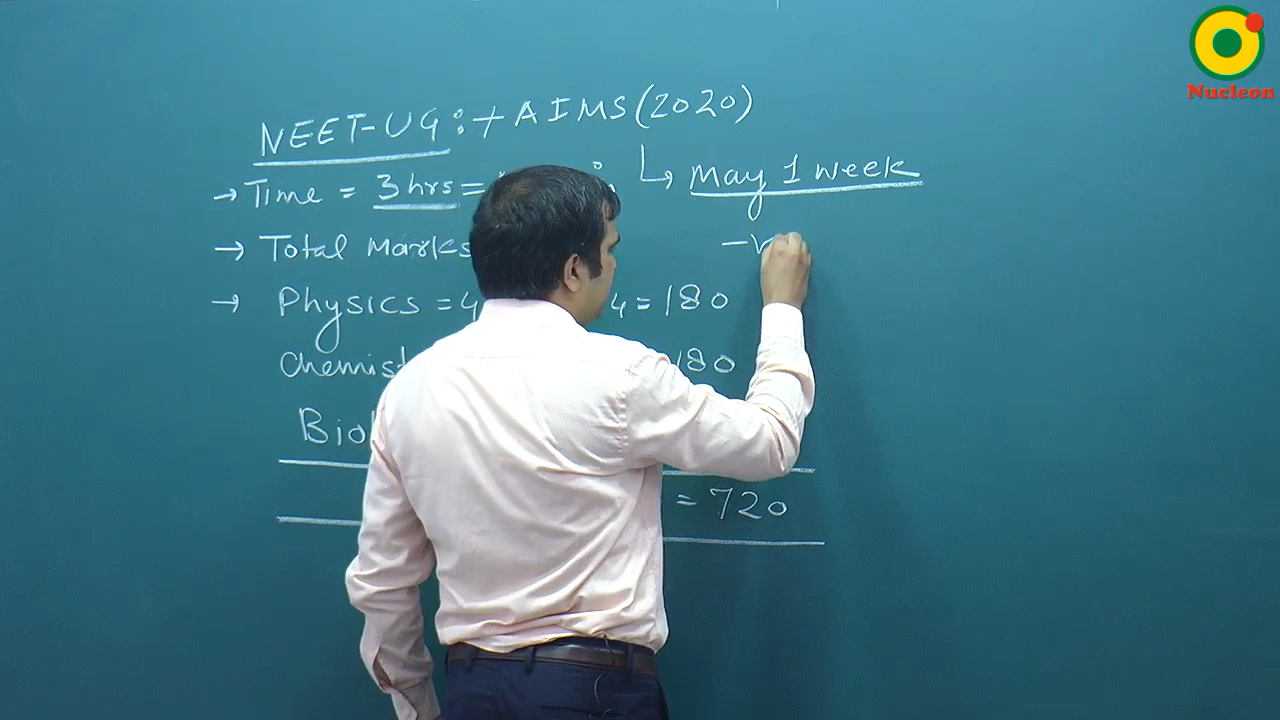 Nucleon
NEET-UG:+AIMS(2020)
→Time = 3 hrs =
↳ May 1 week
→ Total Marks
→ Physics = 4 4 = 180
Chemist 180
Biol
= 720